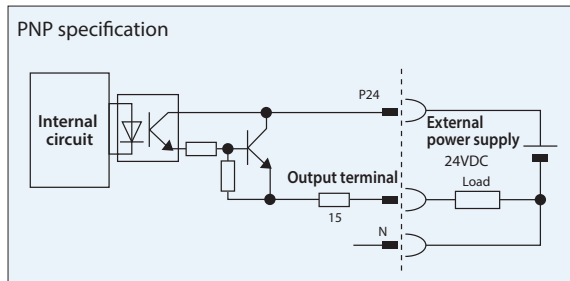 PNP specification
Internal
circuit
P24
External
power supply
24VDC
Output terminal
Load
15
N